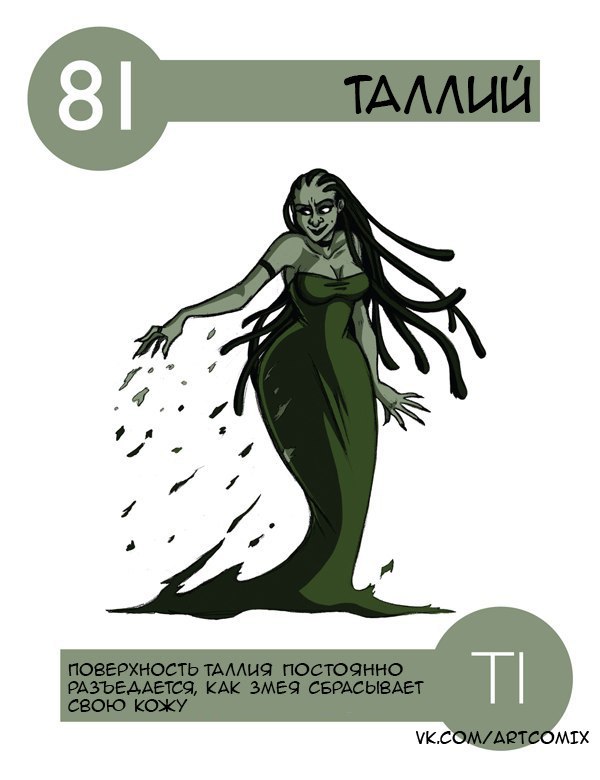 81
ТАЛЛИЙ
ПОВЕРХНОСТЬ ТАЛЛИЯ ПОСТОЯННО
РАЗЪЕДАЕТСЯ, КАК ЗМЕЯ СБРАСЫВАЕТ
СВОЮ КОЖУ
Tl
VK.COM/ARTCOMIX